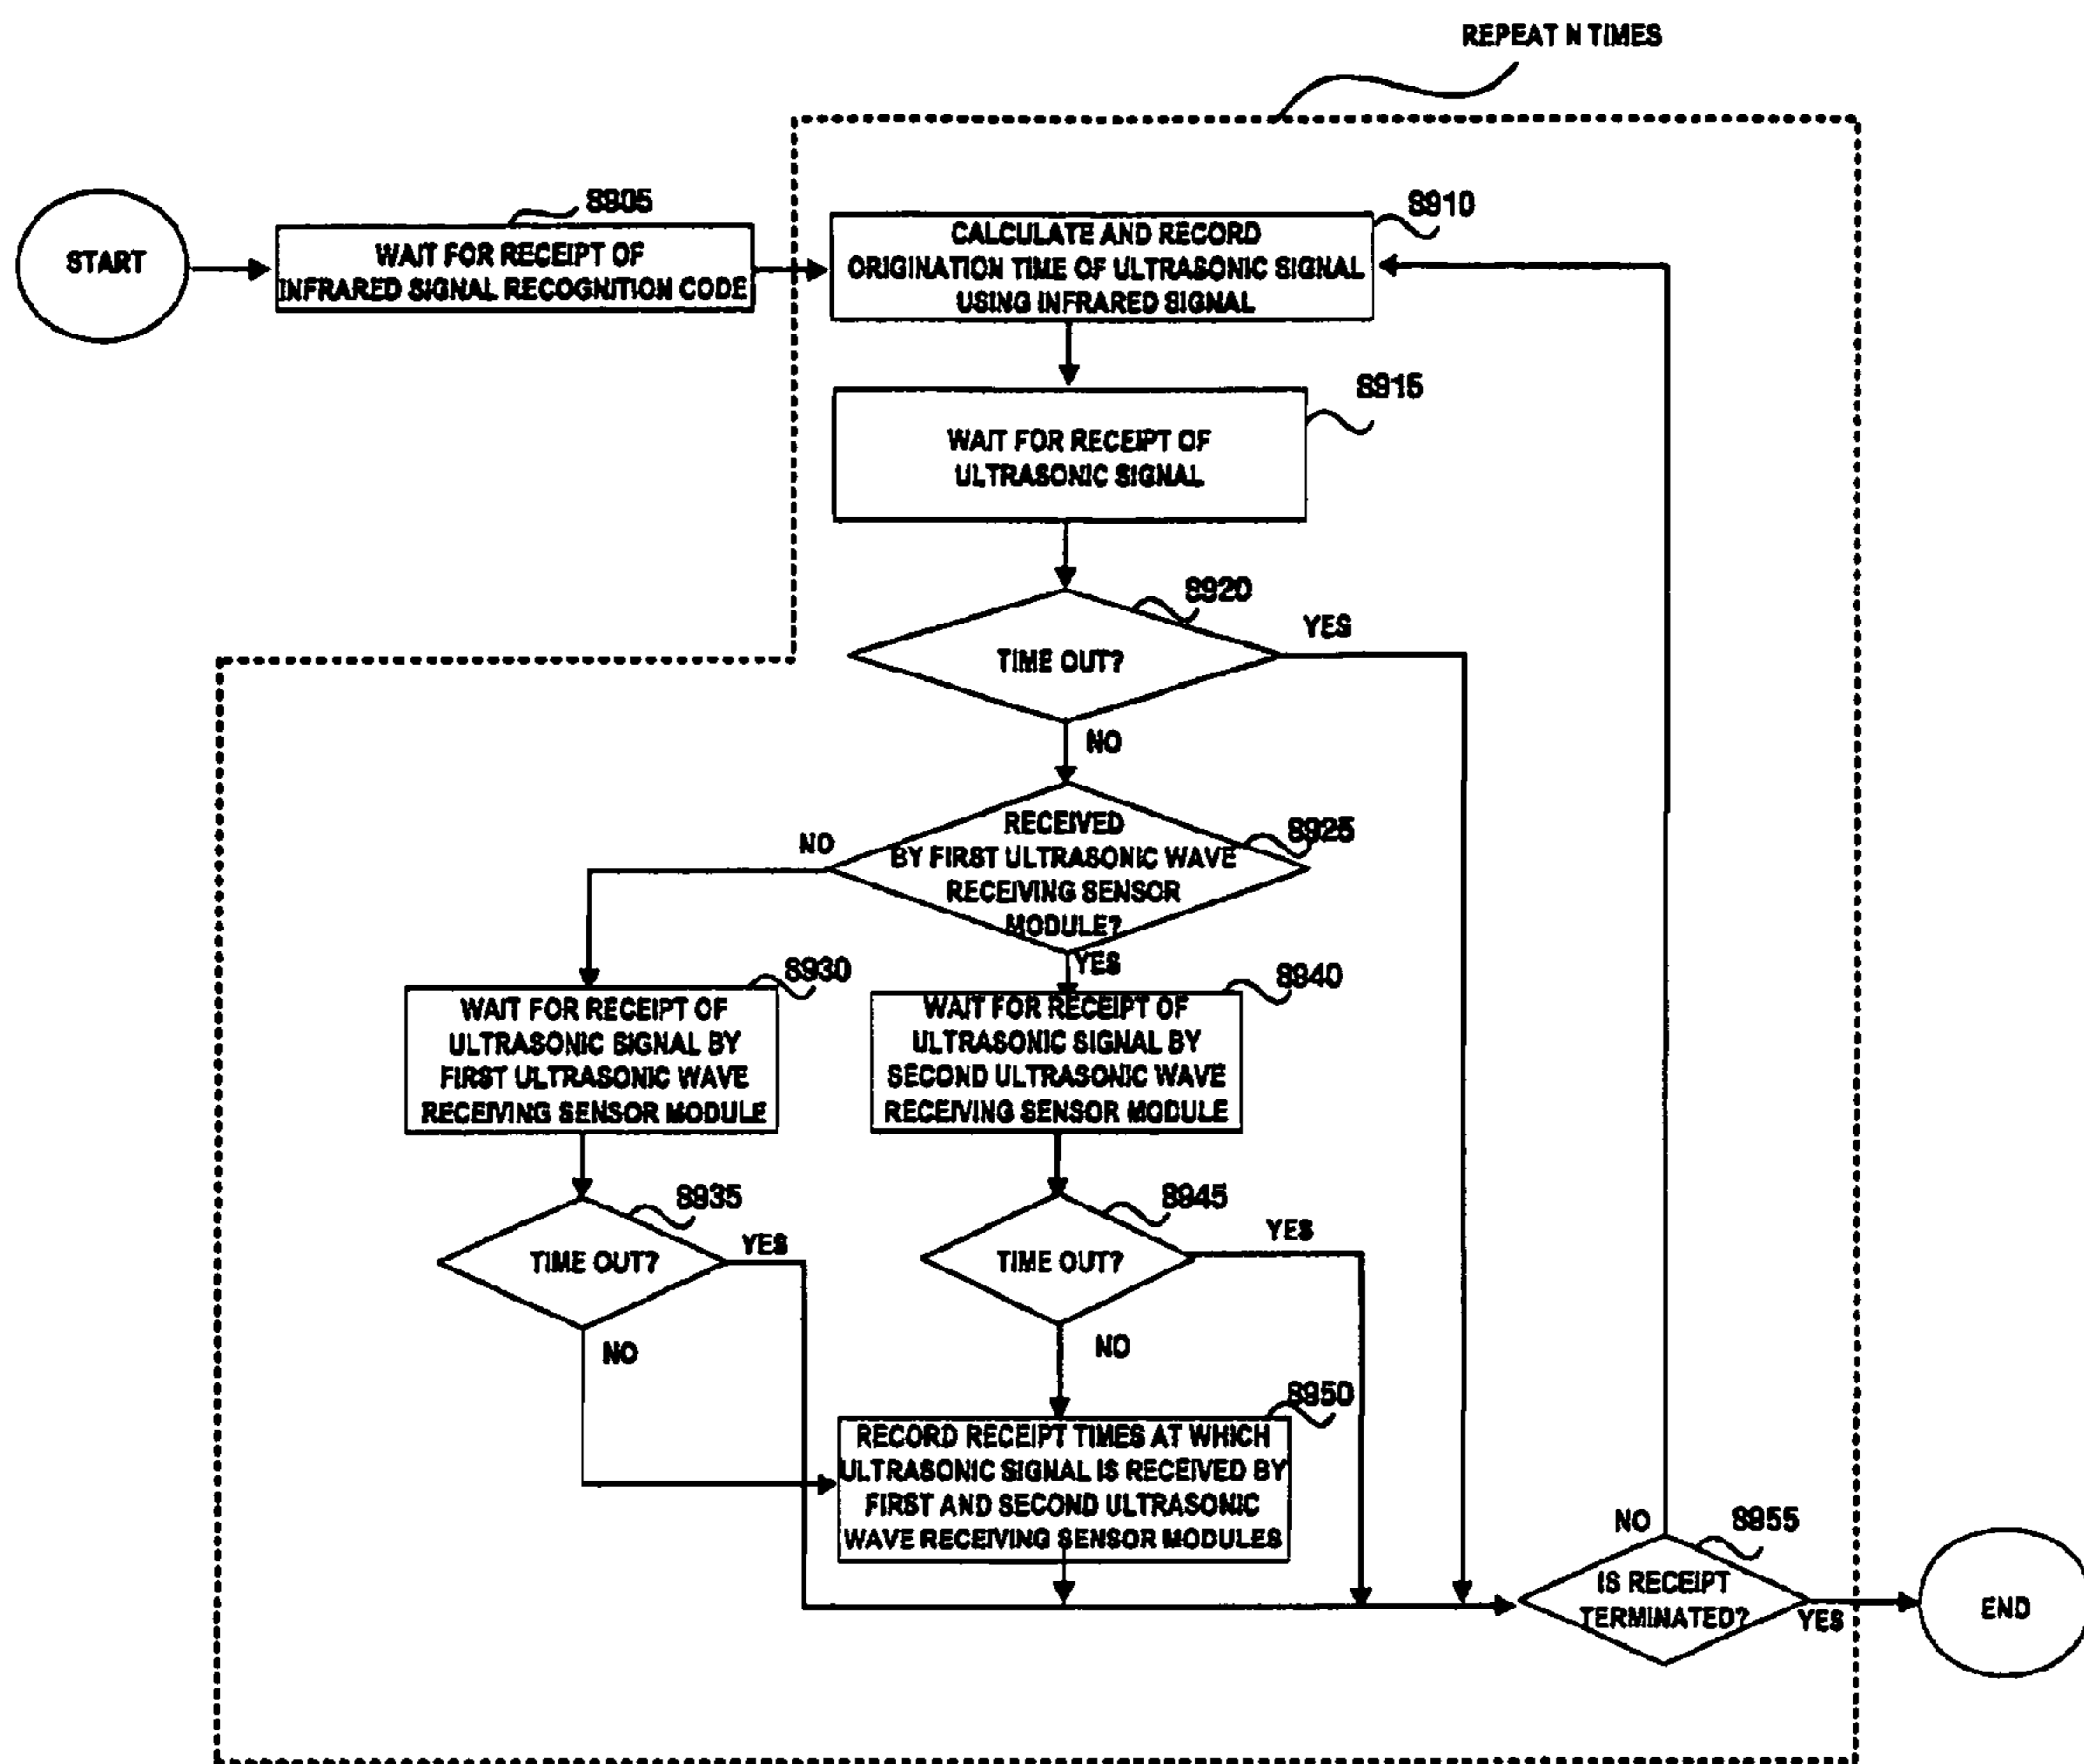 REPEAT N TIMES
START
S905
WAIT FOR RECEIPT OF
INFRARED SIGNAL RECOGNITION CODE
S910
CALCULATE AND RECORD
ORIGINATION TIME OF ULTRASONIC SIGNAL
USING INFRARED SIGNAL
S915
WAIT FOR RECEIPT OF
ULTRASONIC SIGNAL
S920
TIME OUT?
YES
NO
S925
RECEIVED
BY FIRST ULTRASONIC WAVE
RECEIVING SENSOR
MODULE?
NO
YES
S930
WAIT FOR RECEIPT OF
ULTRASONIC SIGNAL BY
FIRST ULTRASONIC WAVE
RECEIVING SENSOR MODULE
S940
WAIT FOR RECEIPT OF
ULTRASONIC SIGNAL BY
SECOND ULTRASONIC WAVE
RECEIVING SENSOR MODULE
S935
TIME OUT?
YES
NO
S945
TIME OUT?
YES
NO
S950
RECORD RECEIPT TIMES AT WHICH
ULTRASONIC SIGNAL IS RECEIVED BY
FIRST AND SECOND ULTRASONIC
WAVE RECEIVING SENSOR MODULES
NO
S955
IS RECEIPT
TERMINATED?
YES
END